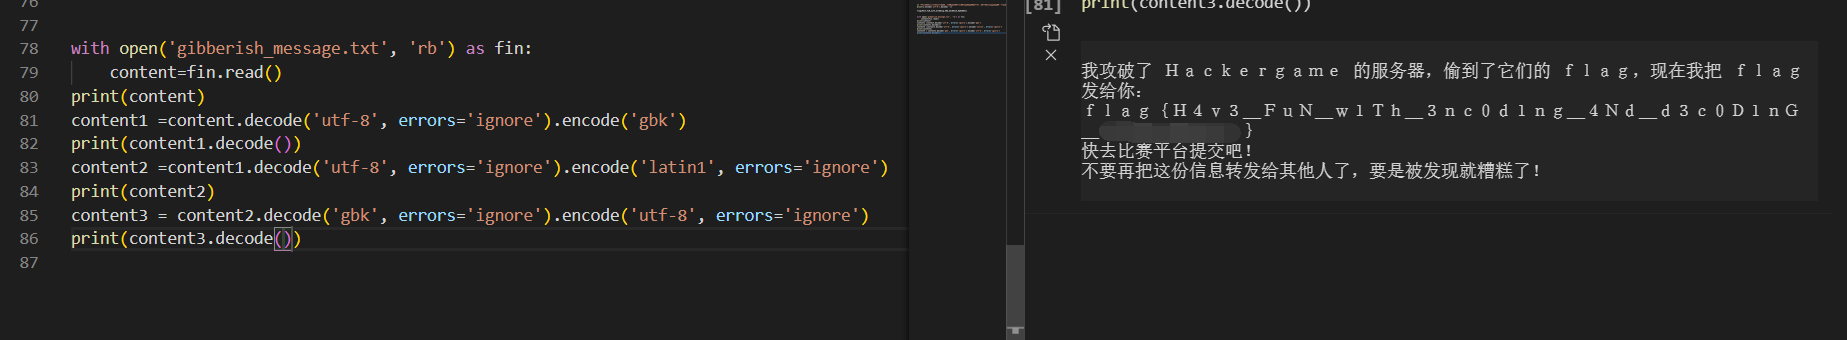 76
77
78 with open('gibberish_message.txt', 'rb') as fin:
79 content=fin.read()
80 print(content)
81 content1 =content.decode('utf-8', errors='ignore').encode('gbk')
82 print(content1.decode())
83 content2 =content1.decode('utf-8', errors='ignore').encode('latin1', errors='ignore')
84 print(content2)
85 content3 = content2.decode('gbk', errors='ignore').encode('utf-8', errors='ignore')
86 print(content3.decode())
87
[81] print(content3.decode())
我攻破了 Ｈａｃｋｅｒｇａｍｅ 的服务器，偷到了它们的 ｆｌａｇ，现在我把 ｆｌａｇ
发给你：
ｆｌａｇ｛Ｈ４ｖ３＿ＦｕＮ＿ｗ１Ｔｈ＿３ｎｃ０ｄ１ｎｇ＿４Ｎｄ＿ｄ３ｃ０Ｄ１ｎＧ
＿｝
快去比赛平台提交吧！
不要再把这份信息转发给其他人了，要是被发现就糟糕了！